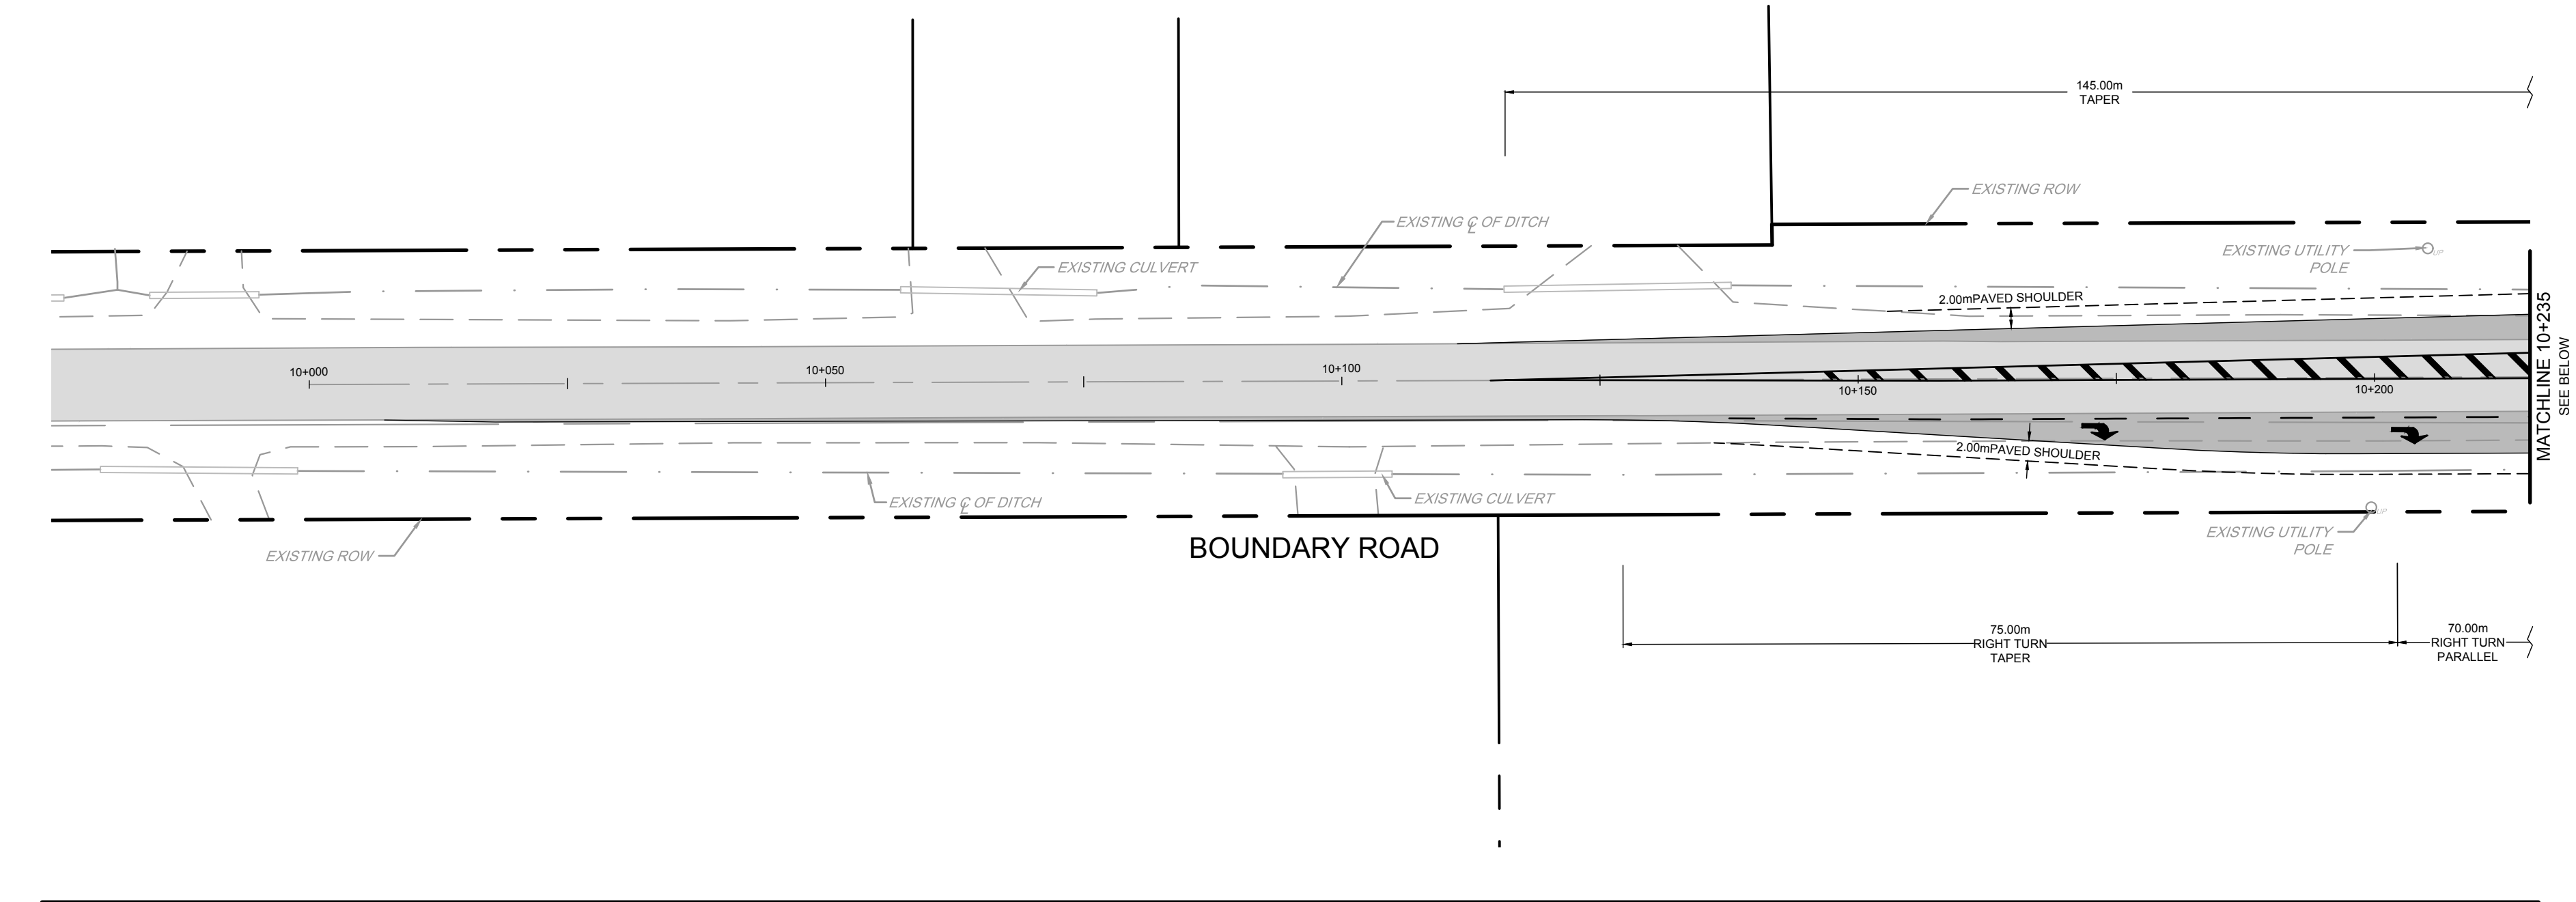 145.00m
TAPER
EXISTING ROW
EXISTING ℄ OF DITCH
EXISTING CULVERT
EXISTING UTILITY
POLE
UP
2.00mPAVED SHOULDER
10+000
10+050
10+100
10+150
10+200
MATCHLINE 10+235
SEE BELOW
2.00mPAVED SHOULDER
EXISTING ℄ OF DITCH
EXISTING CULVERT
EXISTING ROW
BOUNDARY ROAD
EXISTING UTILITY
POLE
UP
75.00m
RIGHT TURN
TAPER
70.00m
RIGHT TURN
PARALLEL